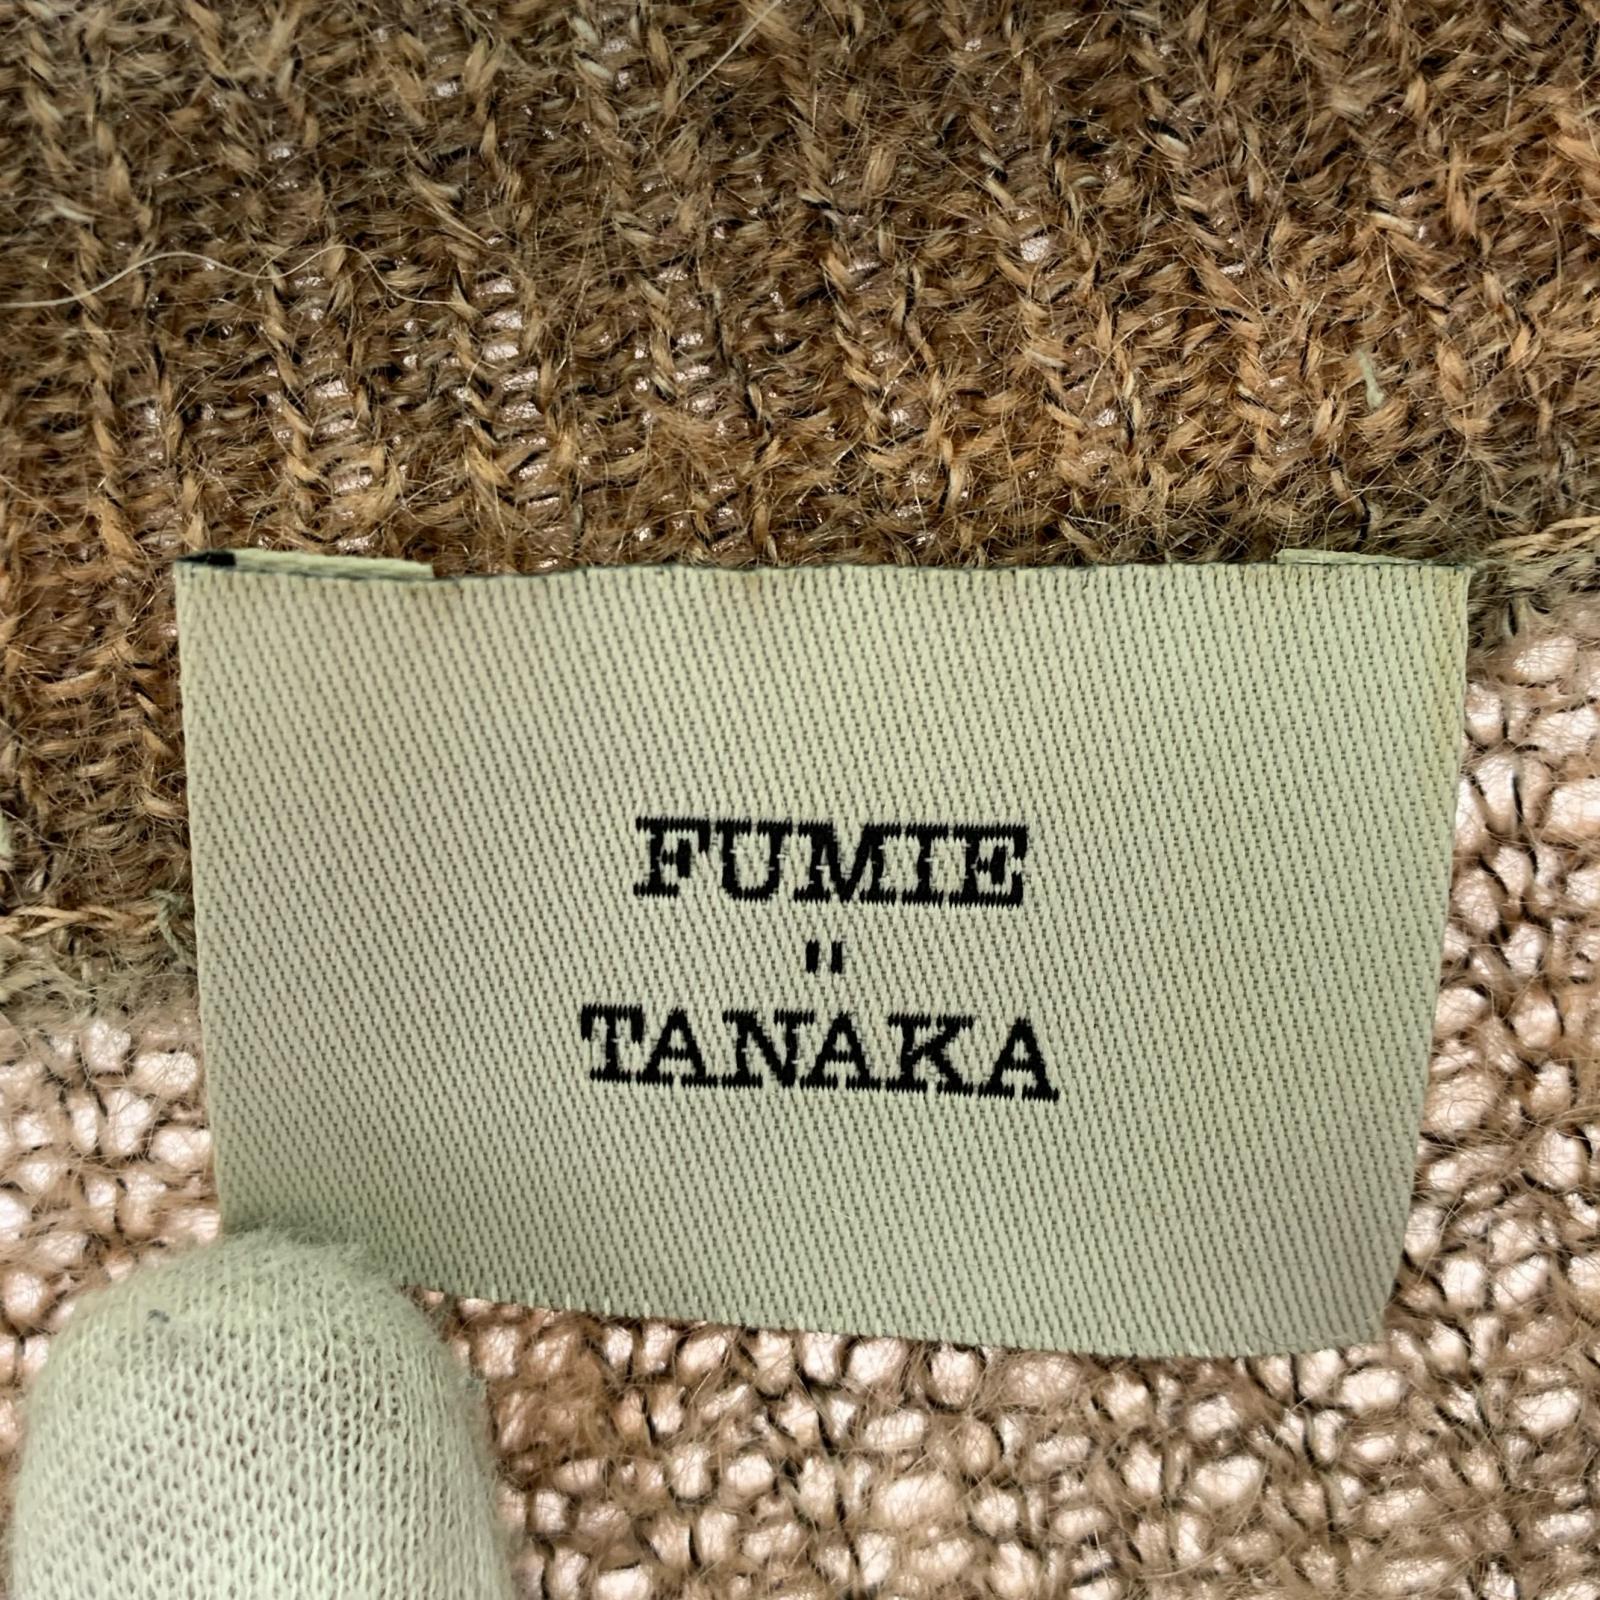 FUMIE
"
TANAKA